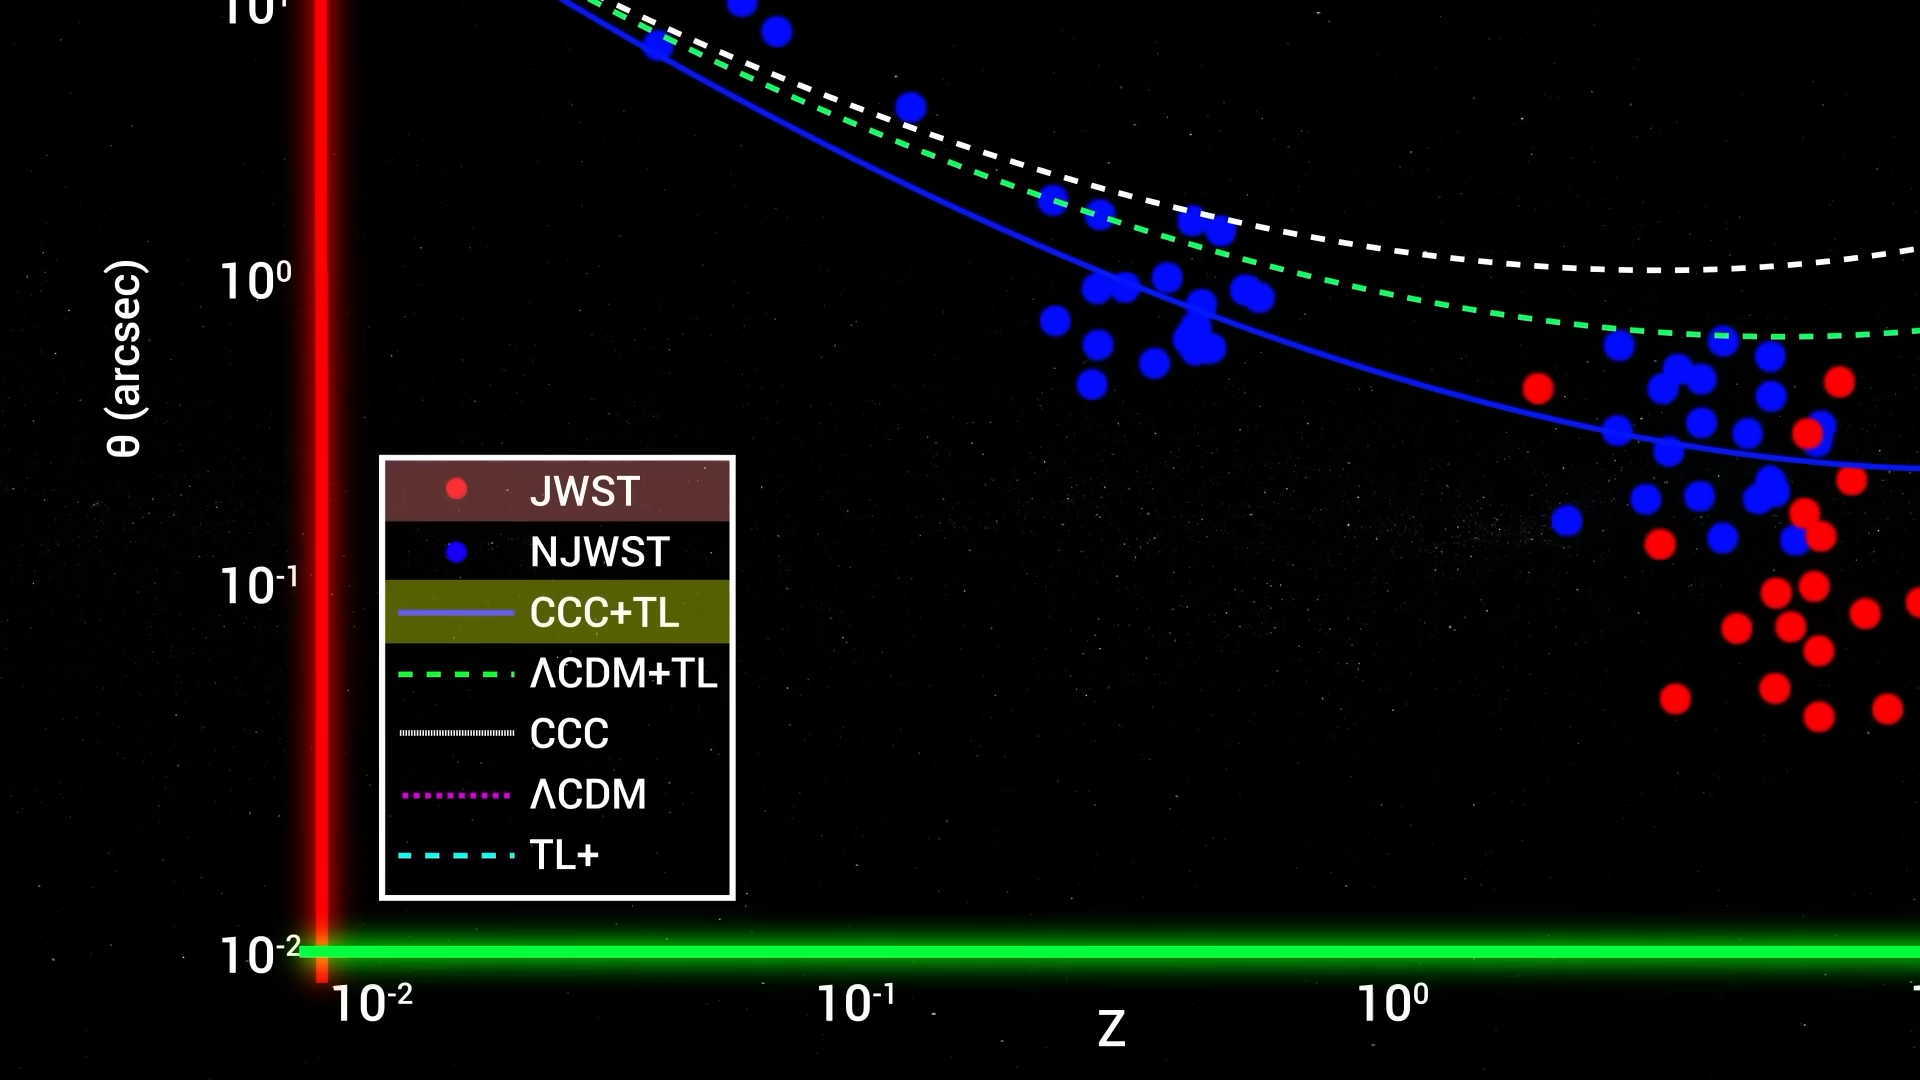 10¹
10⁰
θ (arcsec)
10⁻¹
10⁻²
JWST
NJWST
CCC+TL
ΛCDM+TL
CCC
ΛCDM
TL+
10⁻²
10⁻¹
10⁰
Z